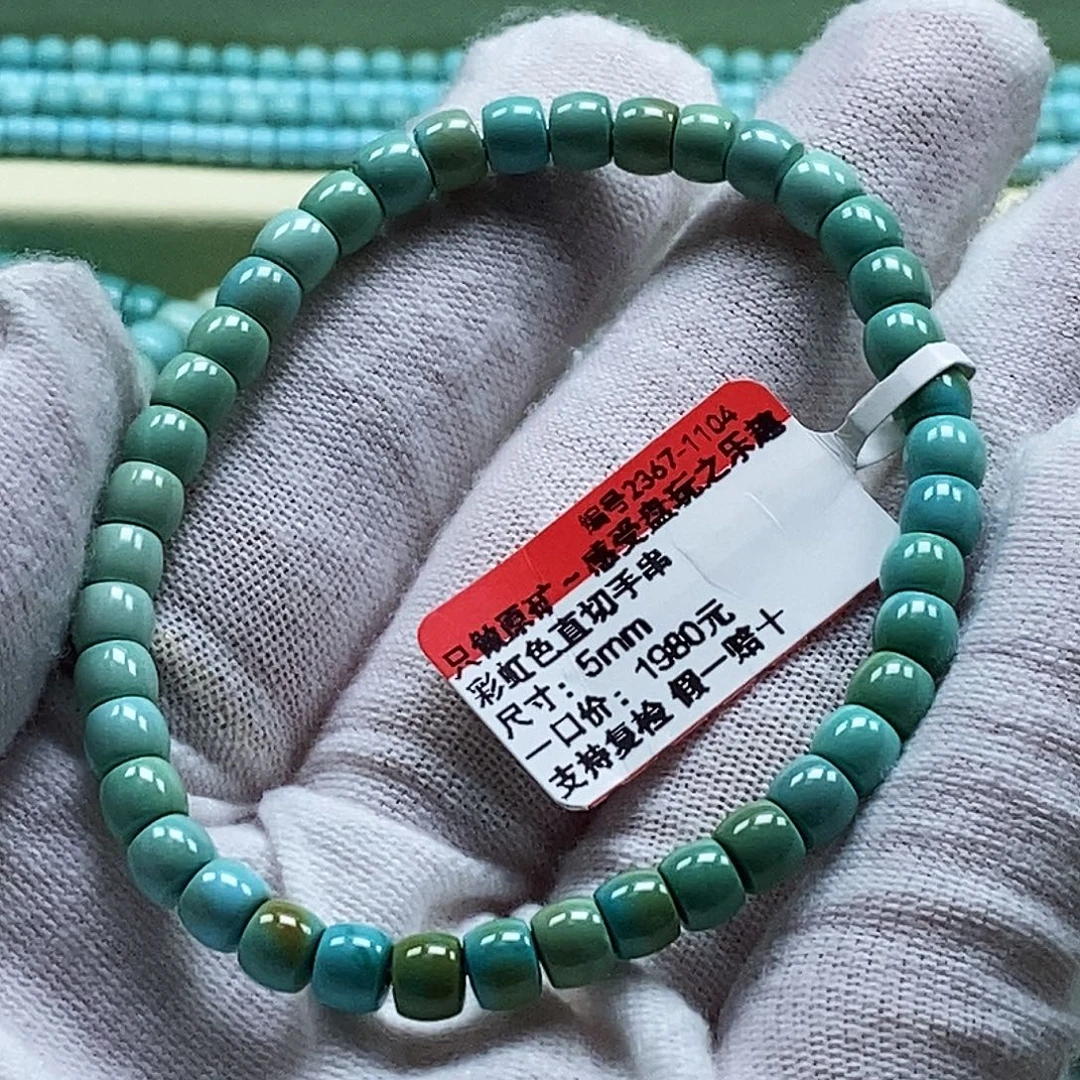 编号2367-1104
只做原矿~感受盘玩之乐趣
彩虹色直切手串
尺寸：5mm
一口价：1980元
支持复检 假一赔十